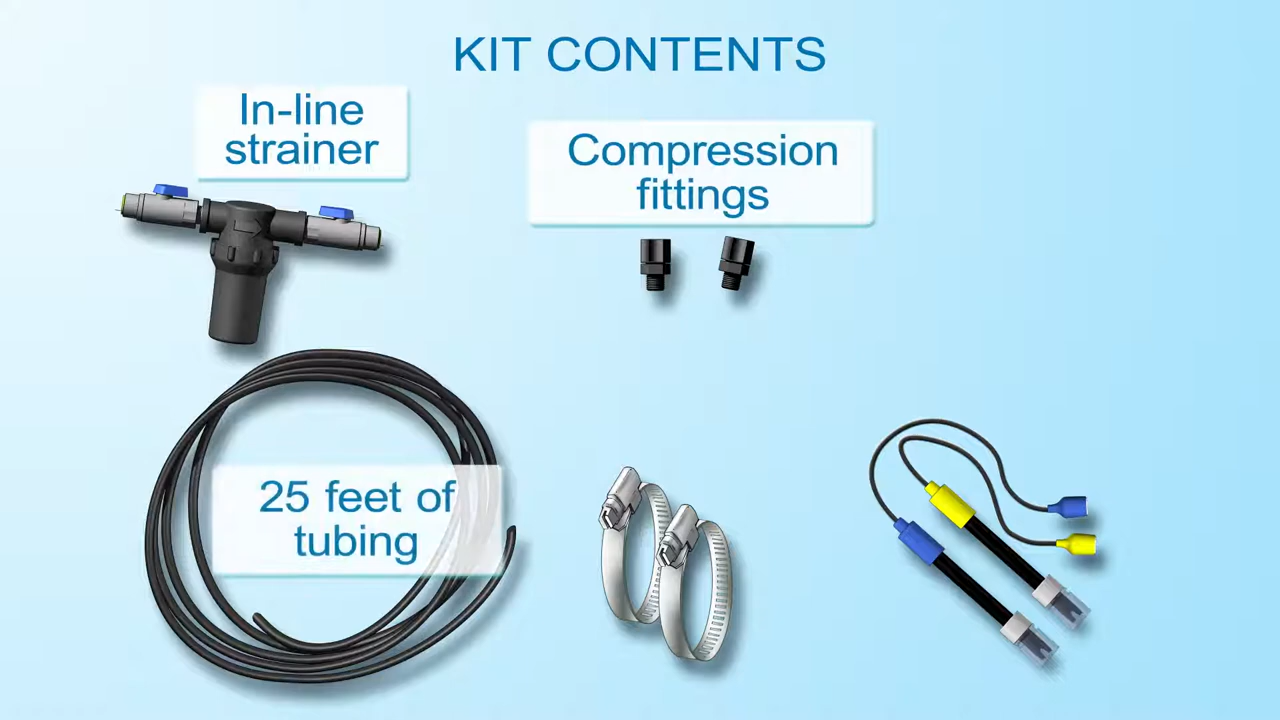 KIT CONTENTS
In-line
strainer
Compression
fittings
25 feet of
tubing